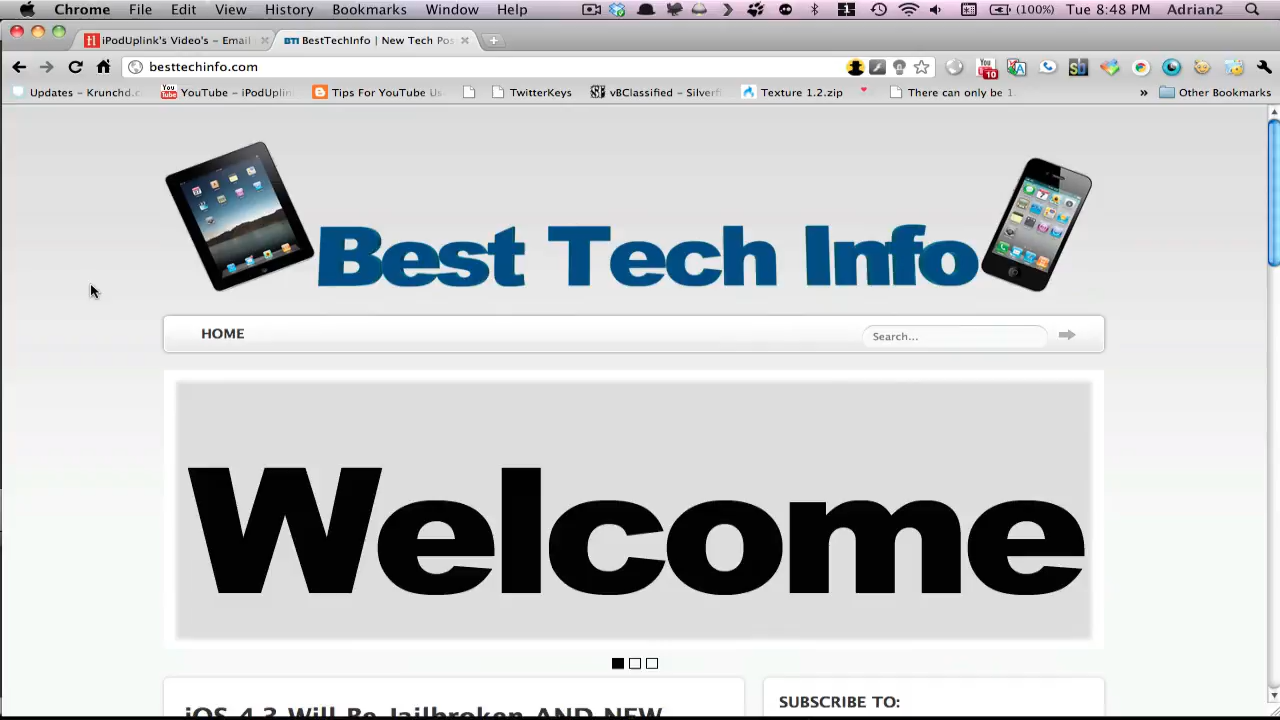 Chrome File Edit View History Bookmarks Window Help 1 (100%) Tue 8:48 PM Adrian2
iPodUplink's Video's – Email BTI BestTechInfo | New Tech Pos
besttechinfo.com
Updates – Krunchd.c YouTube – iPodUplin Tips For YouTube Us TwitterKeys vBClassified – Silverfi Texture 1.2.zip There can only be 1 » Other Bookmarks
Best Tech Info
HOME Search...
Welcome
iOS 4.3 Will Be Jailbroken AND NEW
SUBSCRIBE TO: